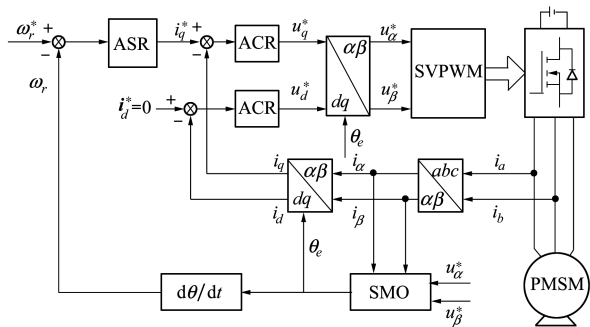 ω_r^* + − ASR i_q^* + − ACR u_q^* αβ dq u_α^* SVPWM
ω_r
i_d^*=0 + − ACR u_d^* u_β^*
θ_e
i_q αβ dq i_α abc αβ i_a
i_d i_β i_b
θ_e
dθ/dt SMO u_α^* PMSM
u_β^*